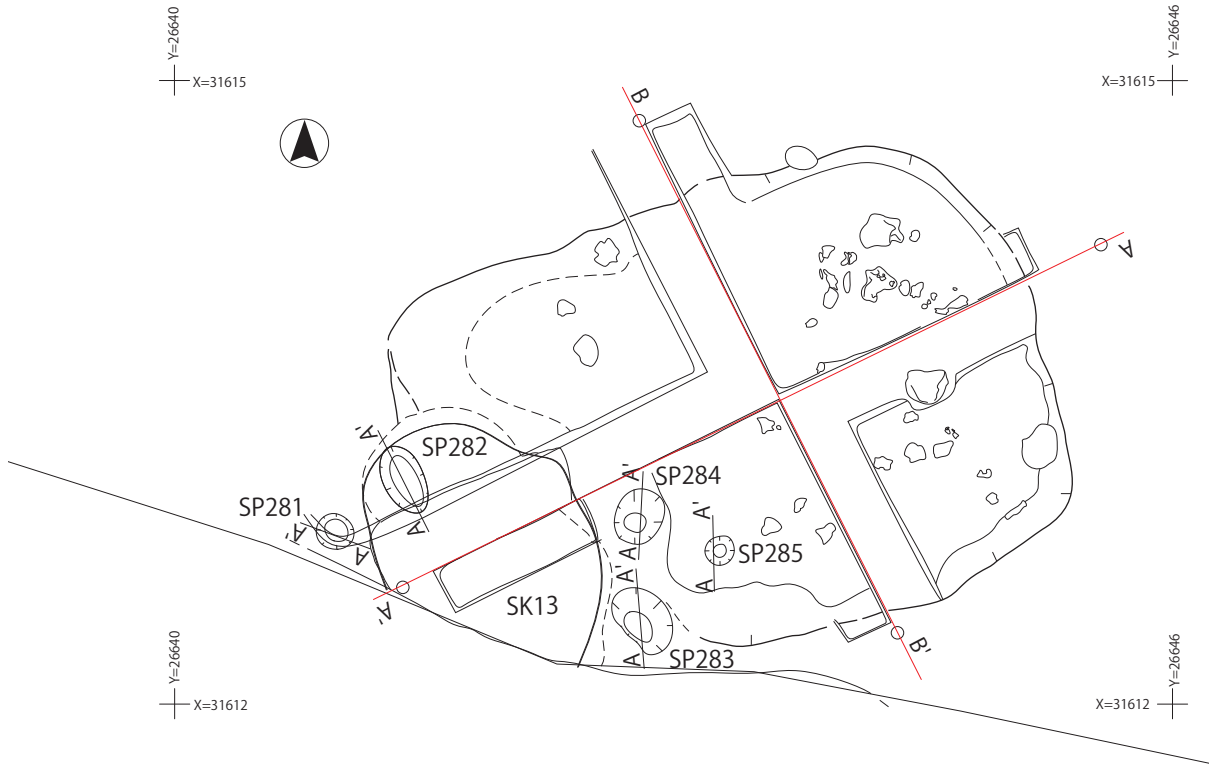 Y=26640
X=31615
Y=26646
X=31615
B
A
A'
SP282
SP281
A'
A
A
A'
SP284
A'
A
SP285
A'
A
A'
SK13
A
SP283
B'
Y=26640
X=31612
Y=26646
X=31612